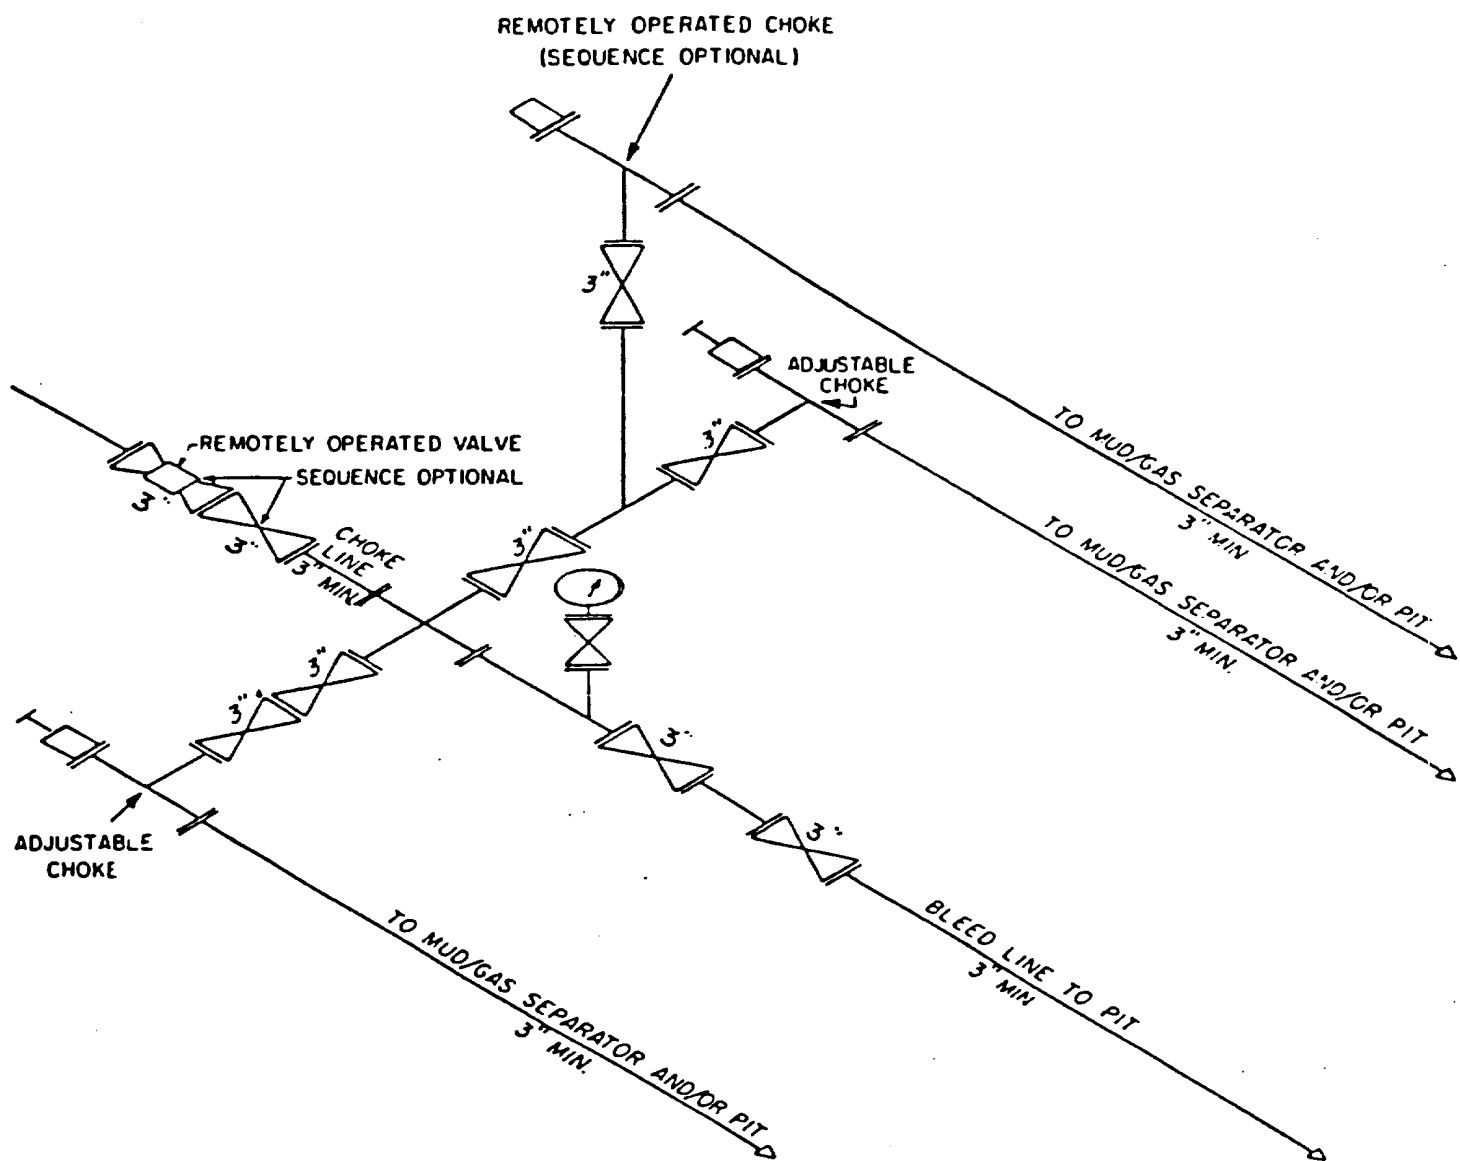 REMOTELY OPERATED CHOKE
(SEQUENCE OPTIONAL)
3"
ADJUSTABLE
CHOKE
3"
TO MUD/GAS SEPARATOR AND/OR PIT
3" MIN
REMOTELY OPERATED VALVE
SEQUENCE OPTIONAL
3"
3"
CHOKE
LINE
3" MIN.
3"
TO MUD/GAS SEPARATOR AND/OR PIT
3" MIN.
3"
3"
3"
3"
ADJUSTABLE
CHOKE
TO MUD/GAS SEPARATOR AND/OR PIT
3" MIN.
BLEED LINE TO PIT
3" MIN